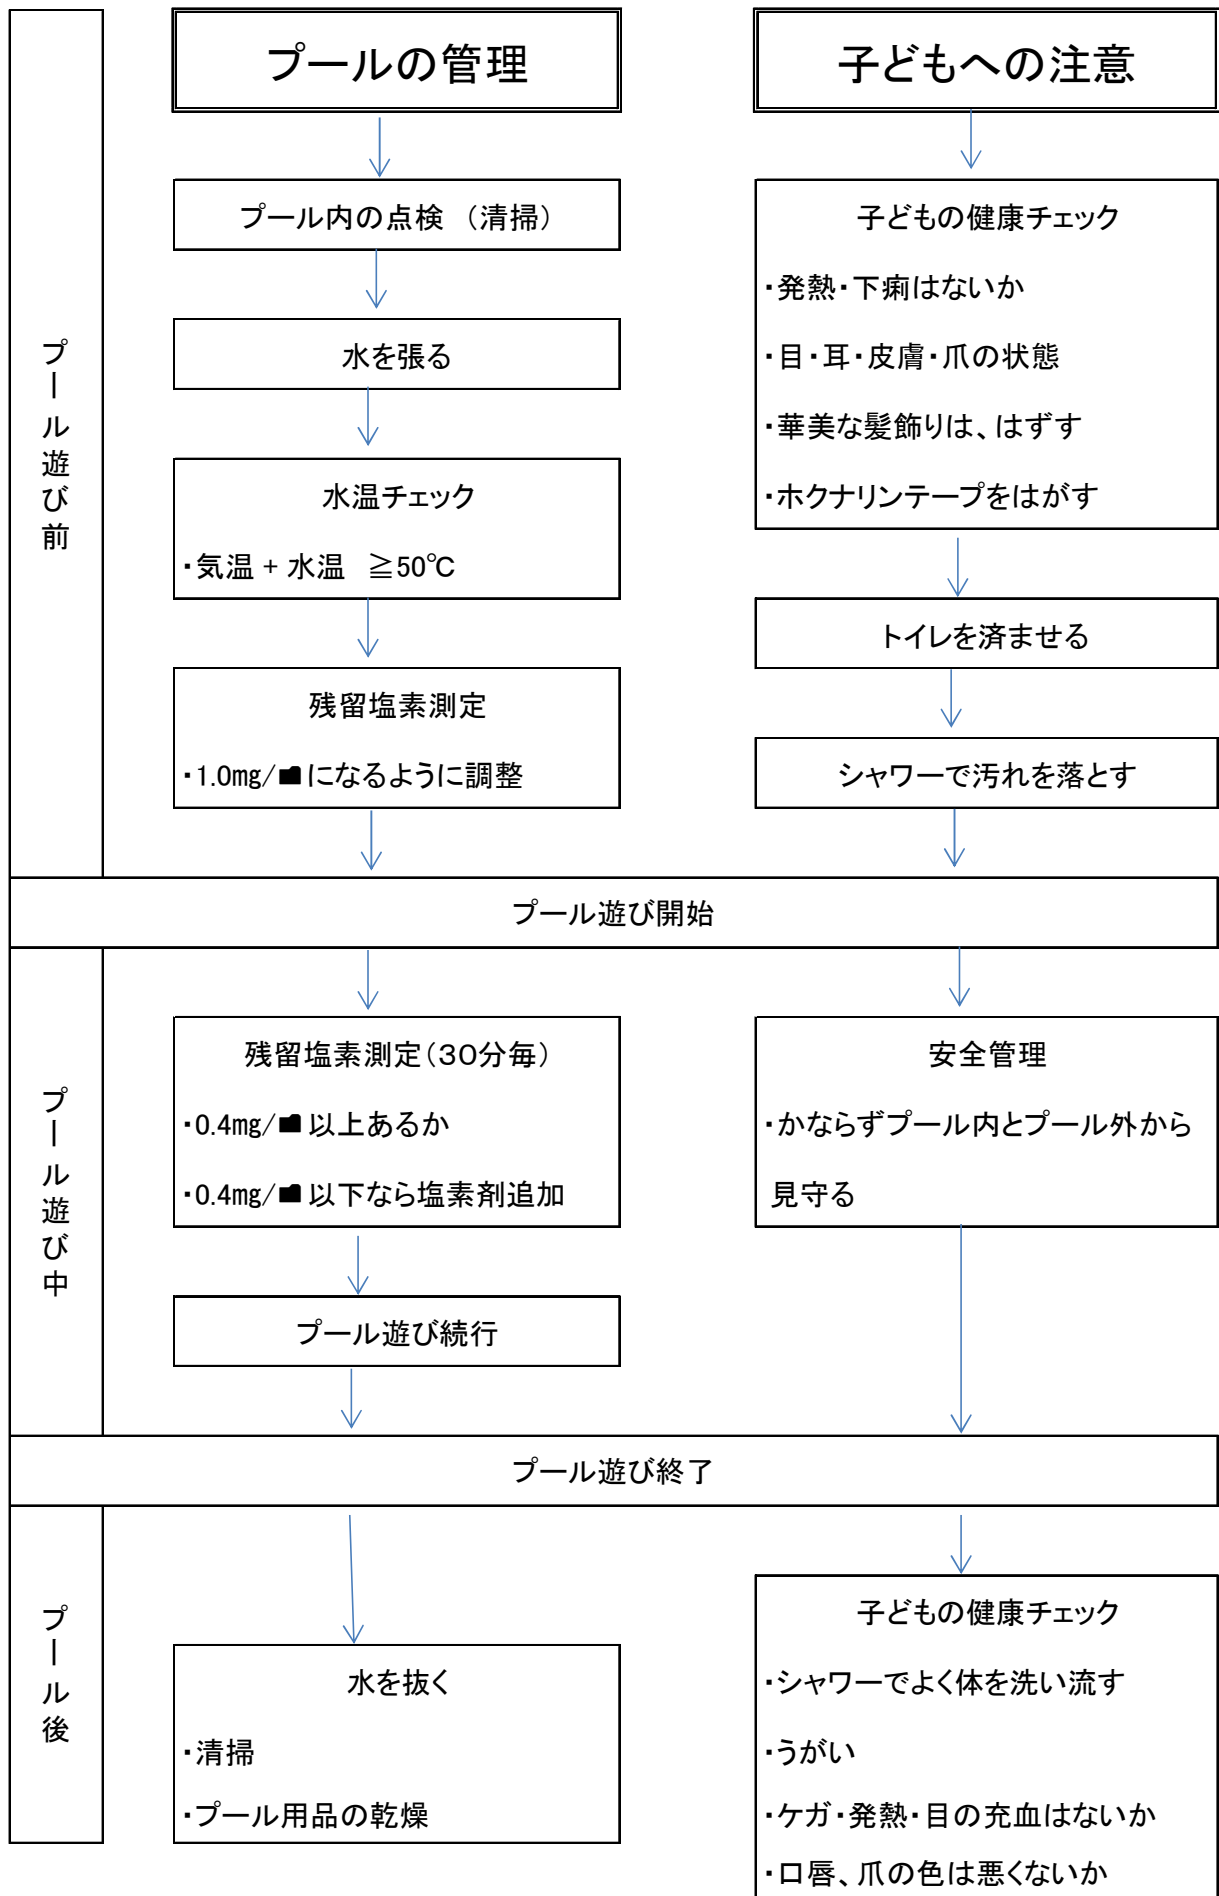 プールの管理
子どもへの注意
プール遊び前
プール内の点検 （清掃）
水を張る
水温チェック
・気温 + 水温 ≧50℃
残留塩素測定
・1.0㎎/■になるように調整
子どもの健康チェック
・発熱・下痢はないか
・目・耳・皮膚・爪の状態
・華美な髪飾りは、はずす
・ホクナリンテープをはがす
トイレを済ませる
シャワーで汚れを落とす
プール遊び開始
プール遊び中
残留塩素測定（３０分毎）
・0.4㎎/■以上あるか
・0.4㎎/■以下なら塩素剤追加
プール遊び続行
安全管理
・かならずプール内とプール外から
見守る
プール遊び終了
プール後
水を抜く
・清掃
・プール用品の乾燥
子どもの健康チェック
・シャワーでよく体を洗い流す
・うがい
・ケガ・発熱・目の充血はないか
・口唇、爪の色は悪くないか